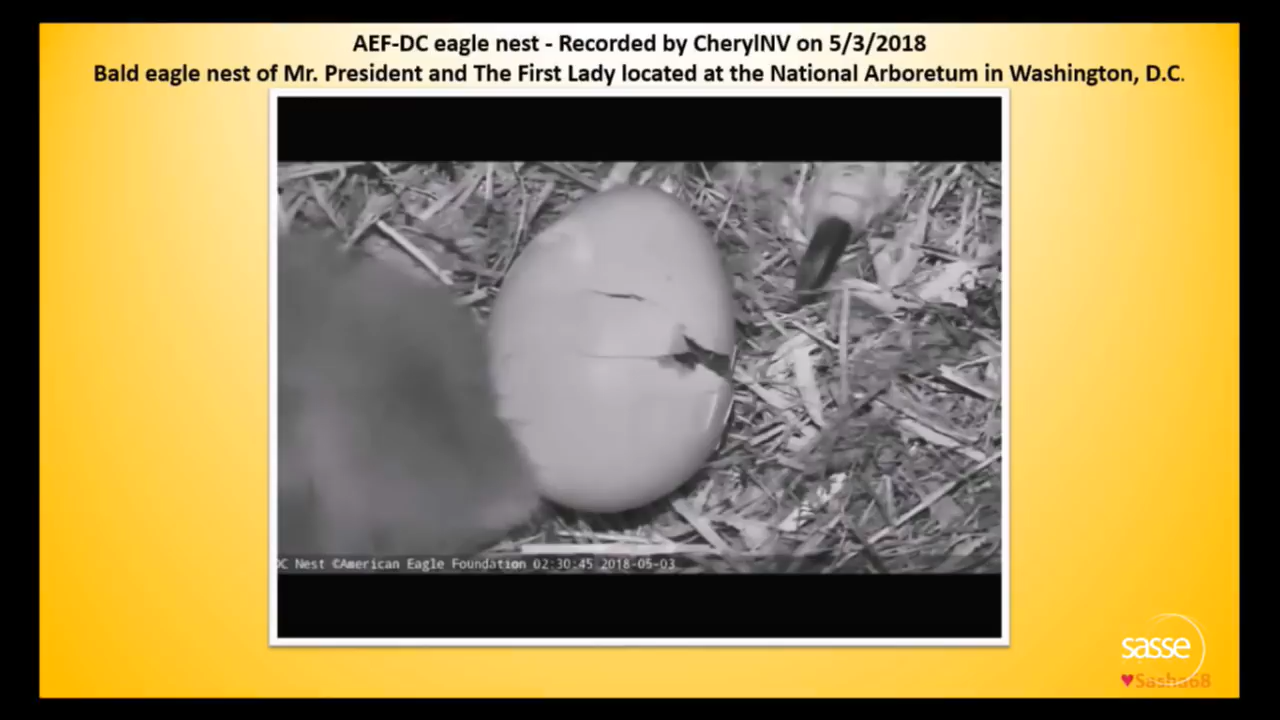 AEF-DC eagle nest - Recorded by CherylNV on 5/3/2018
Bald eagle nest of Mr. President and The First Lady located at the National Arboretum in Washington, D.C.
DC Nest ©American Eagle Foundation 02:30:45 2018-05-03
sasse
♥Sasha68